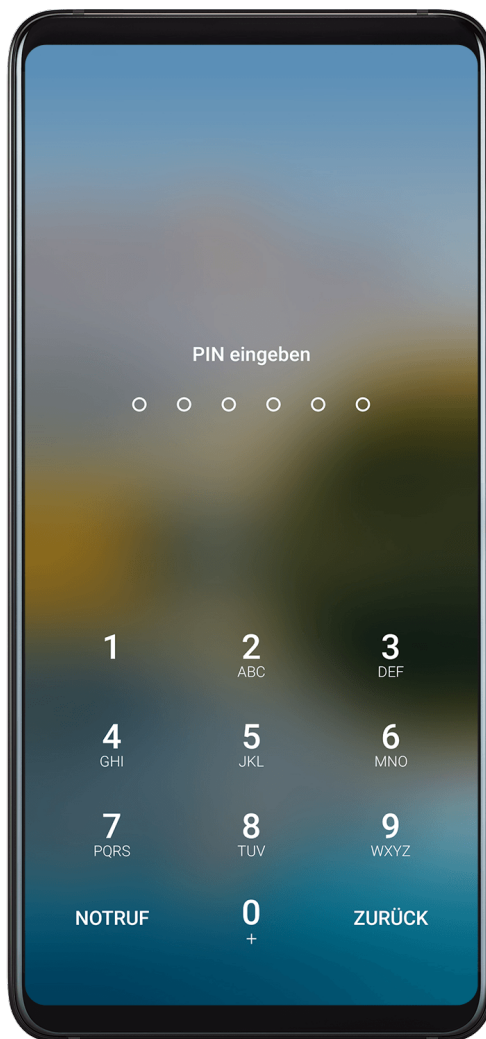 PIN eingeben
1 2 3
ABC DEF
4 5 6
GHI JKL MNO
7 8 9
PQRS TUV WXYZ
NOTRUF 0 ZURÜCK
+